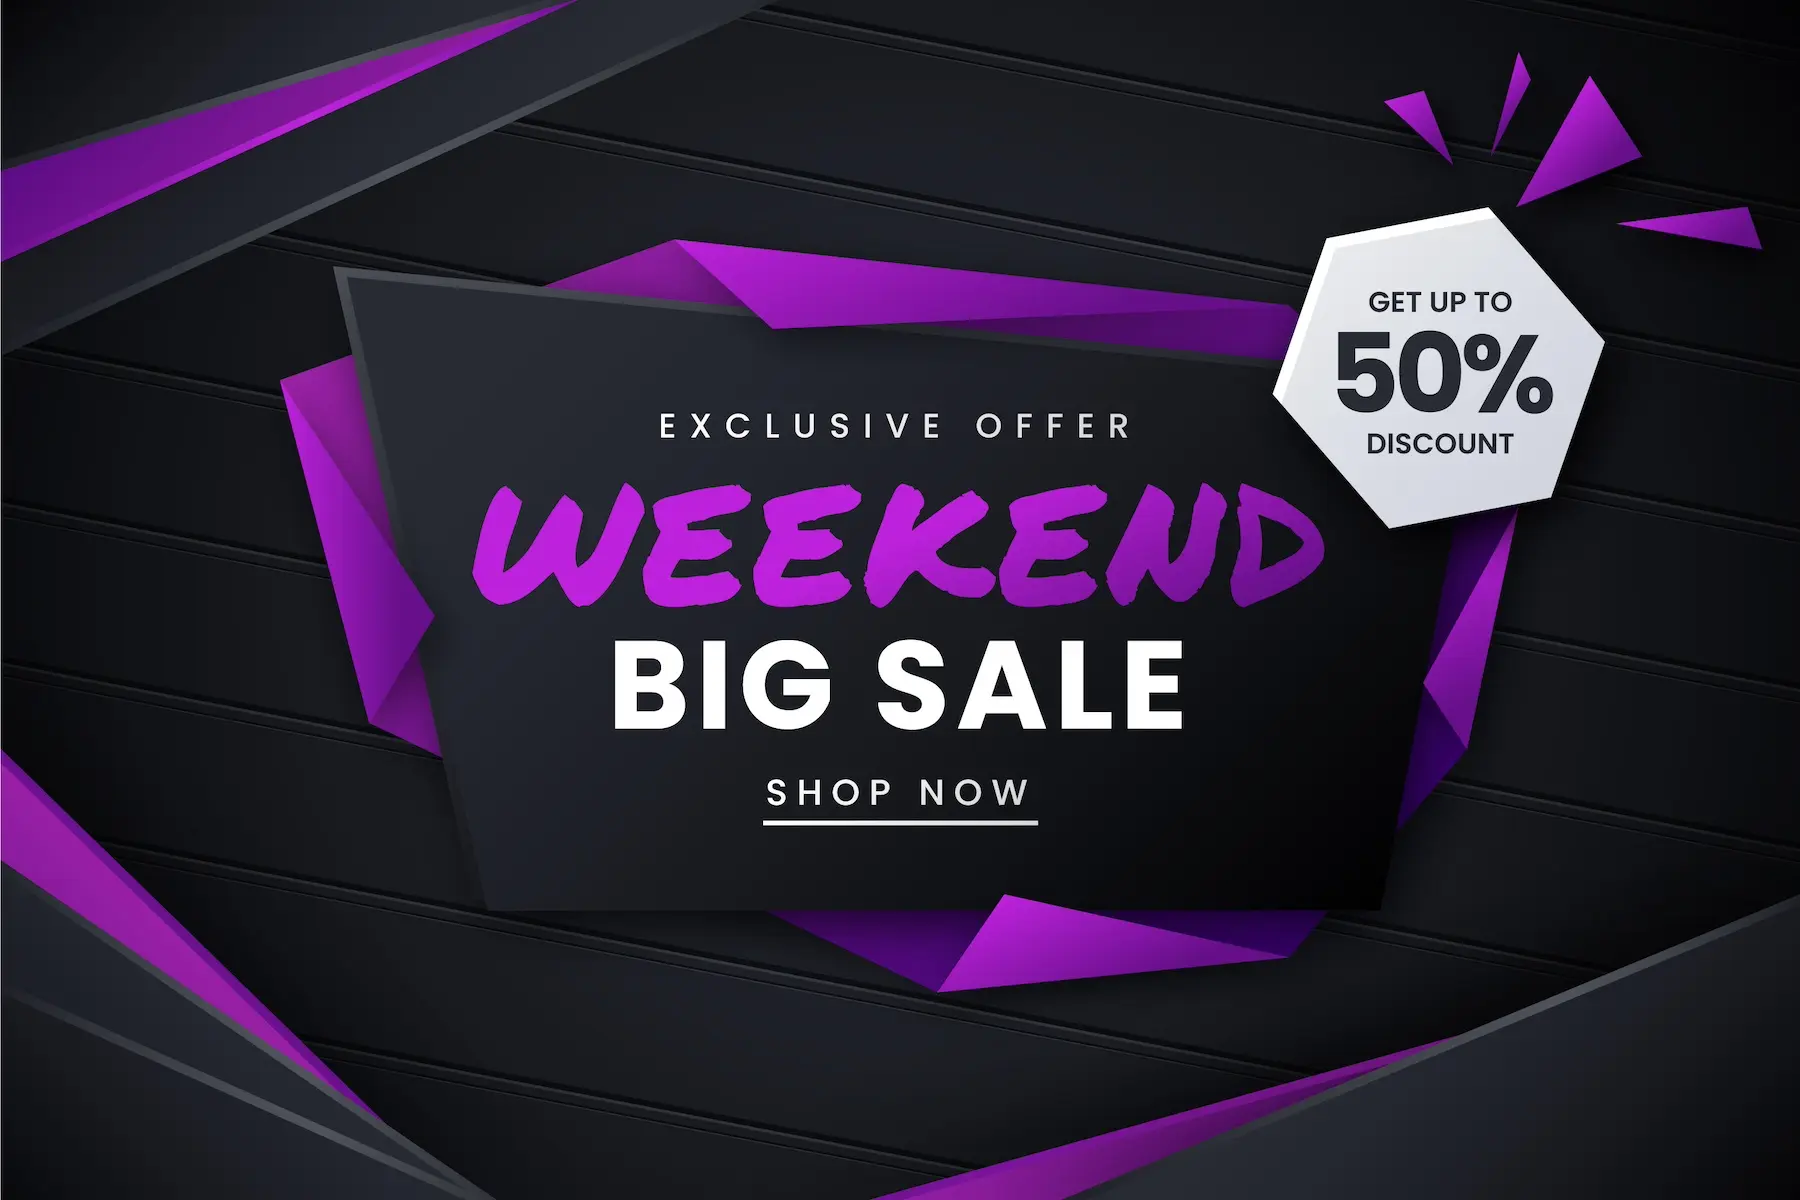 GET UP TO
50%
DISCOUNT
EXCLUSIVE OFFER
WEEKEND
BIG SALE
SHOP NOW